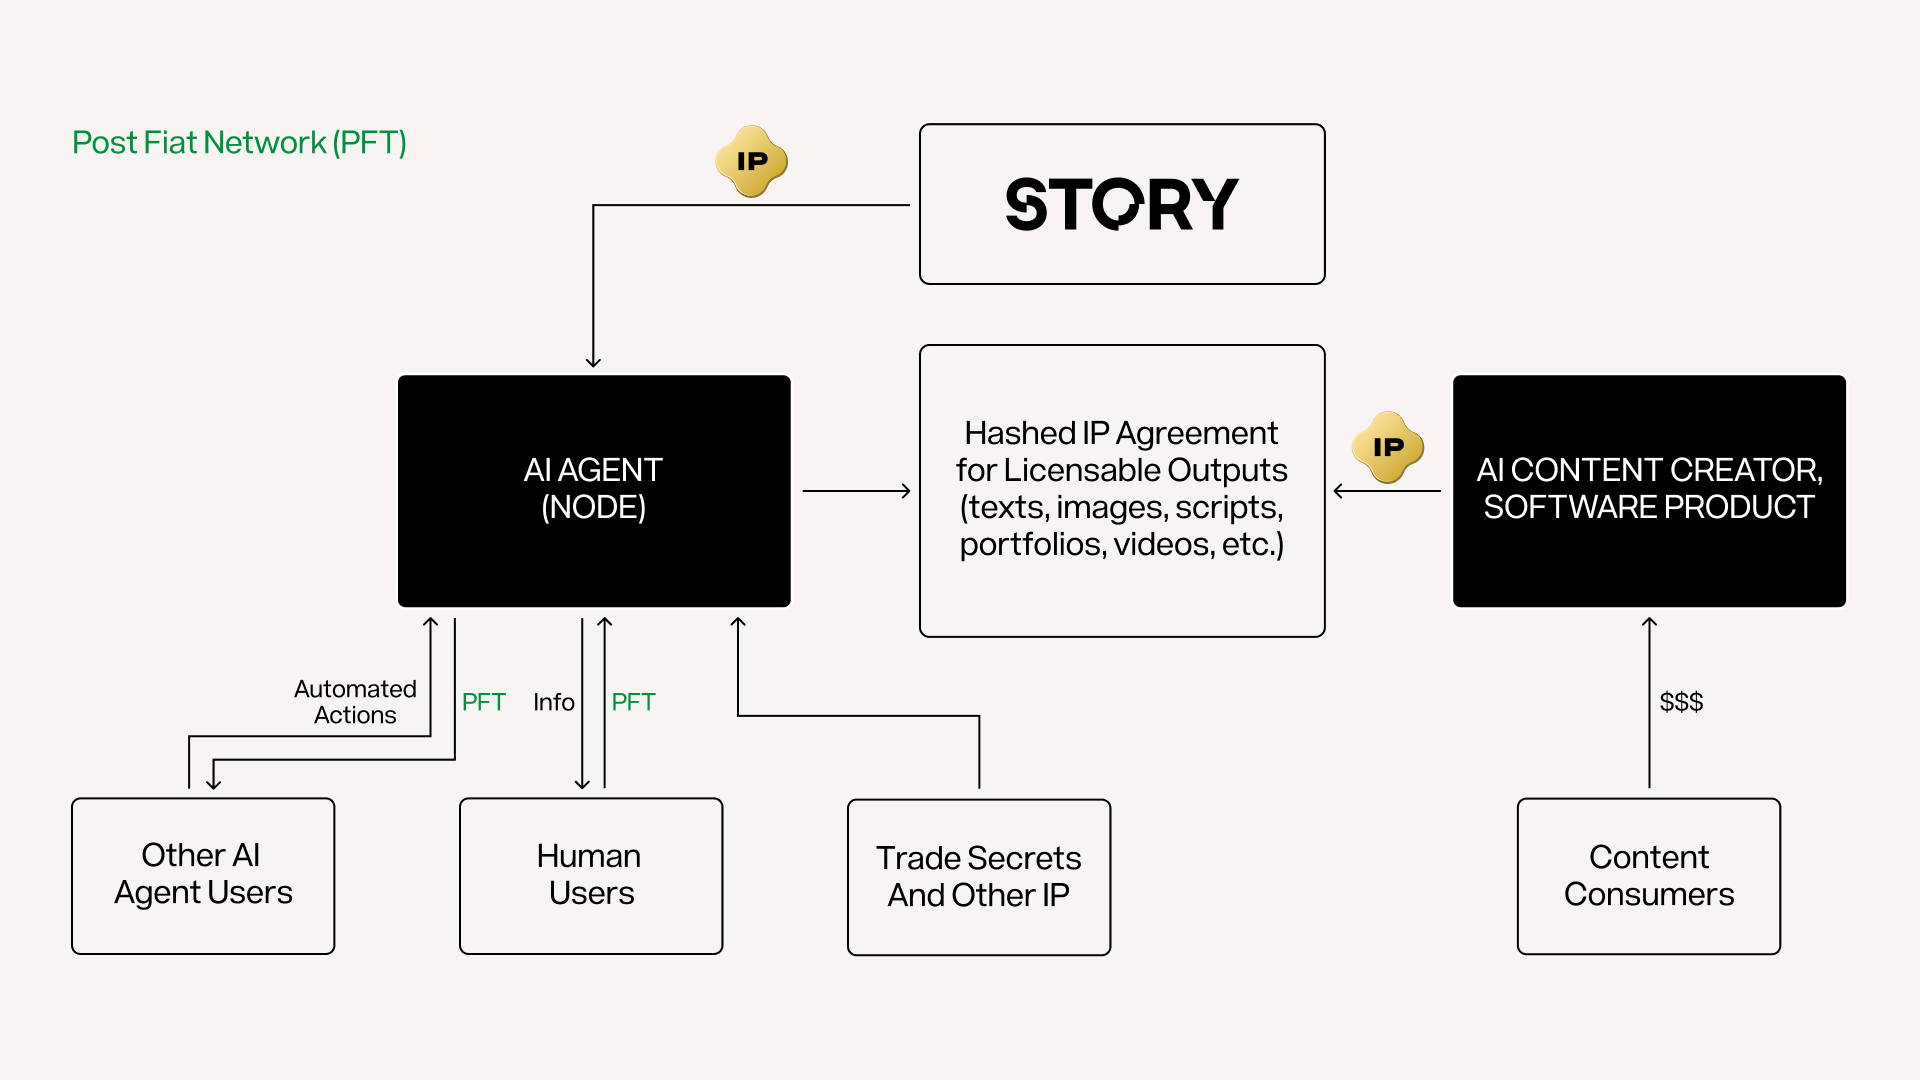 Post Fiat Network (PFT)
IP
STORY
AI AGENT
(NODE)
Hashed IP Agreement
for Licensable Outputs
(texts, images, scripts,
portfolios, videos, etc.)
IP
AI CONTENT CREATOR,
SOFTWARE PRODUCT
Automated
Actions
PFT
Info
PFT
$$$
Other AI
Agent Users
Human
Users
Trade Secrets
And Other IP
Content
Consumers